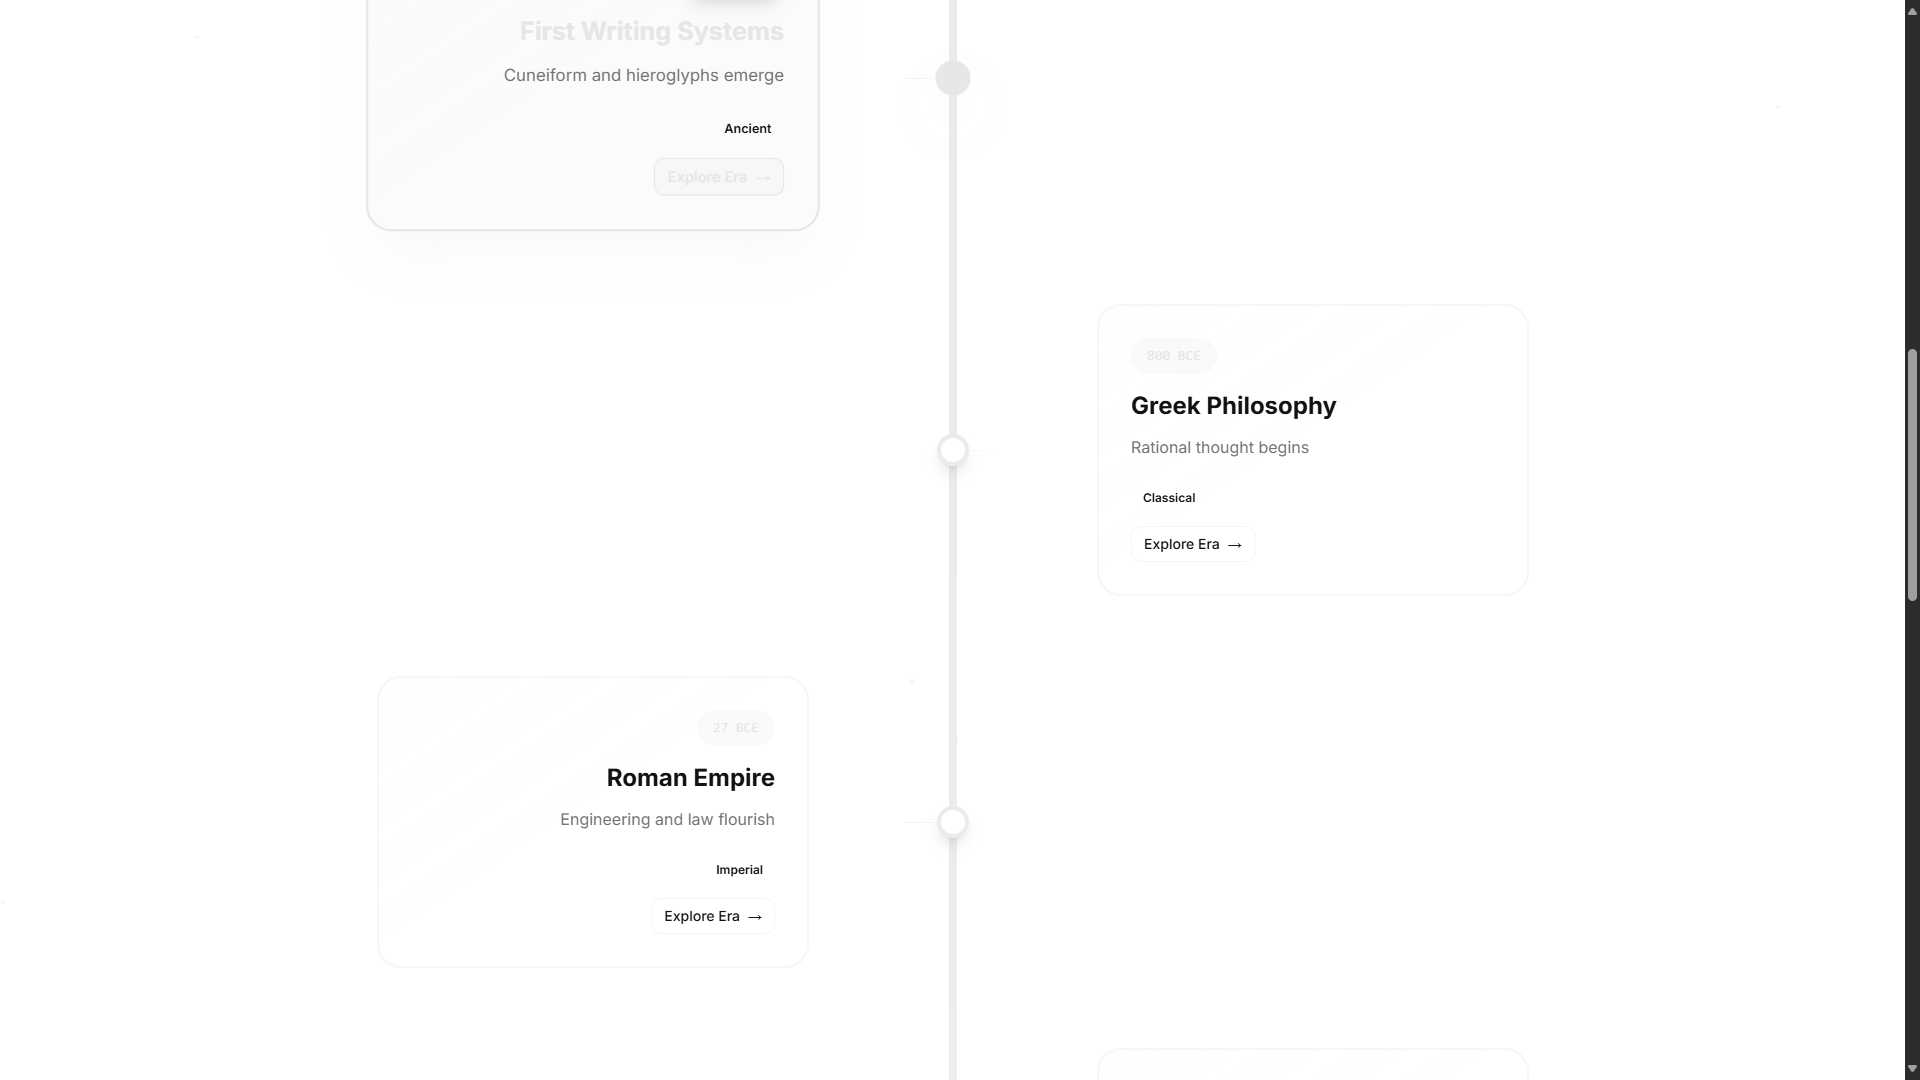 First Writing Systems
Cuneiform and hieroglyphs emerge
Ancient
Explore Era →
800 BCE
Greek Philosophy
Rational thought begins
Classical
Explore Era →
27 BCE
Roman Empire
Engineering and law flourish
Imperial
Explore Era →